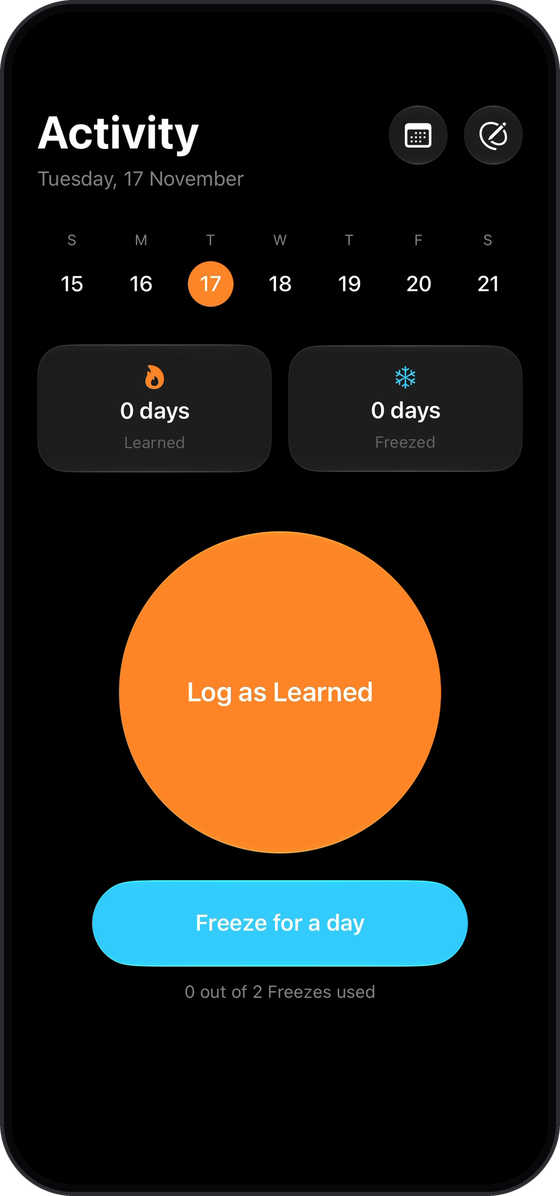 Activity
Tuesday, 17 November
S M T W T F S
15 16 17 18 19 20 21
0 days
Learned
0 days
Freezed
Log as Learned
Freeze for a day
0 out of 2 Freezes used